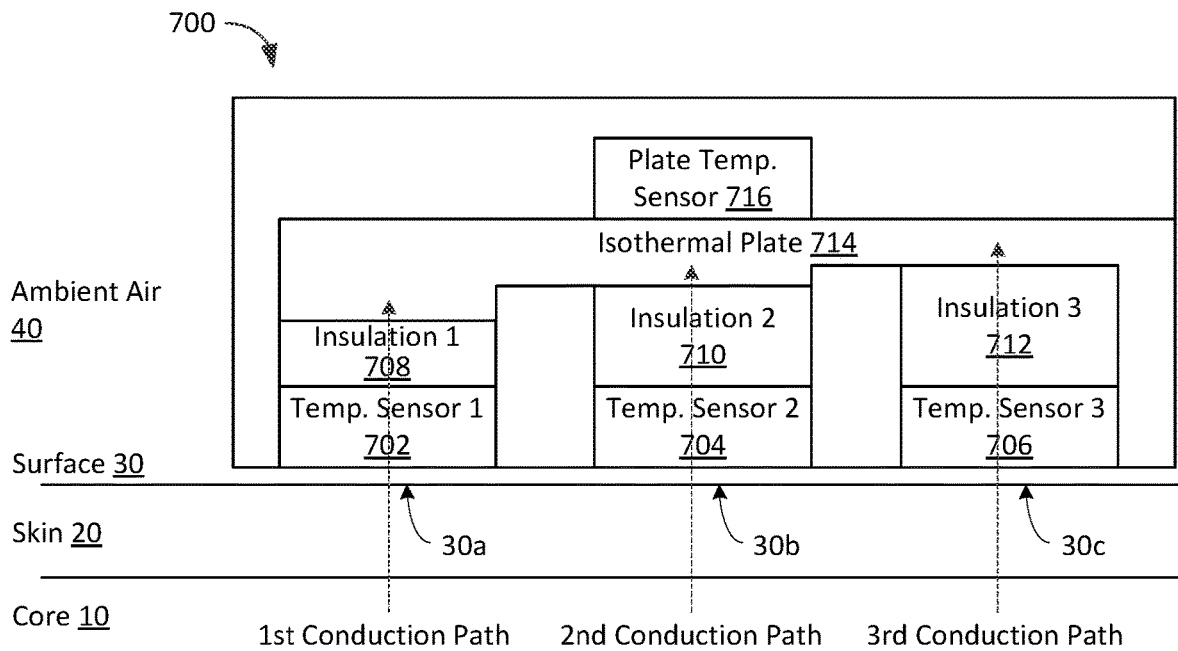 700
Plate Temp.
Sensor 716
Isothermal Plate 714
Ambient Air
40
Insulation 1
708
Insulation 2
710
Insulation 3
712
Temp. Sensor 1
702
Temp. Sensor 2
704
Temp. Sensor 3
706
Surface 30
Skin 20
30a
30b
30c
Core 10
1st Conduction Path
2nd Conduction Path
3rd Conduction Path